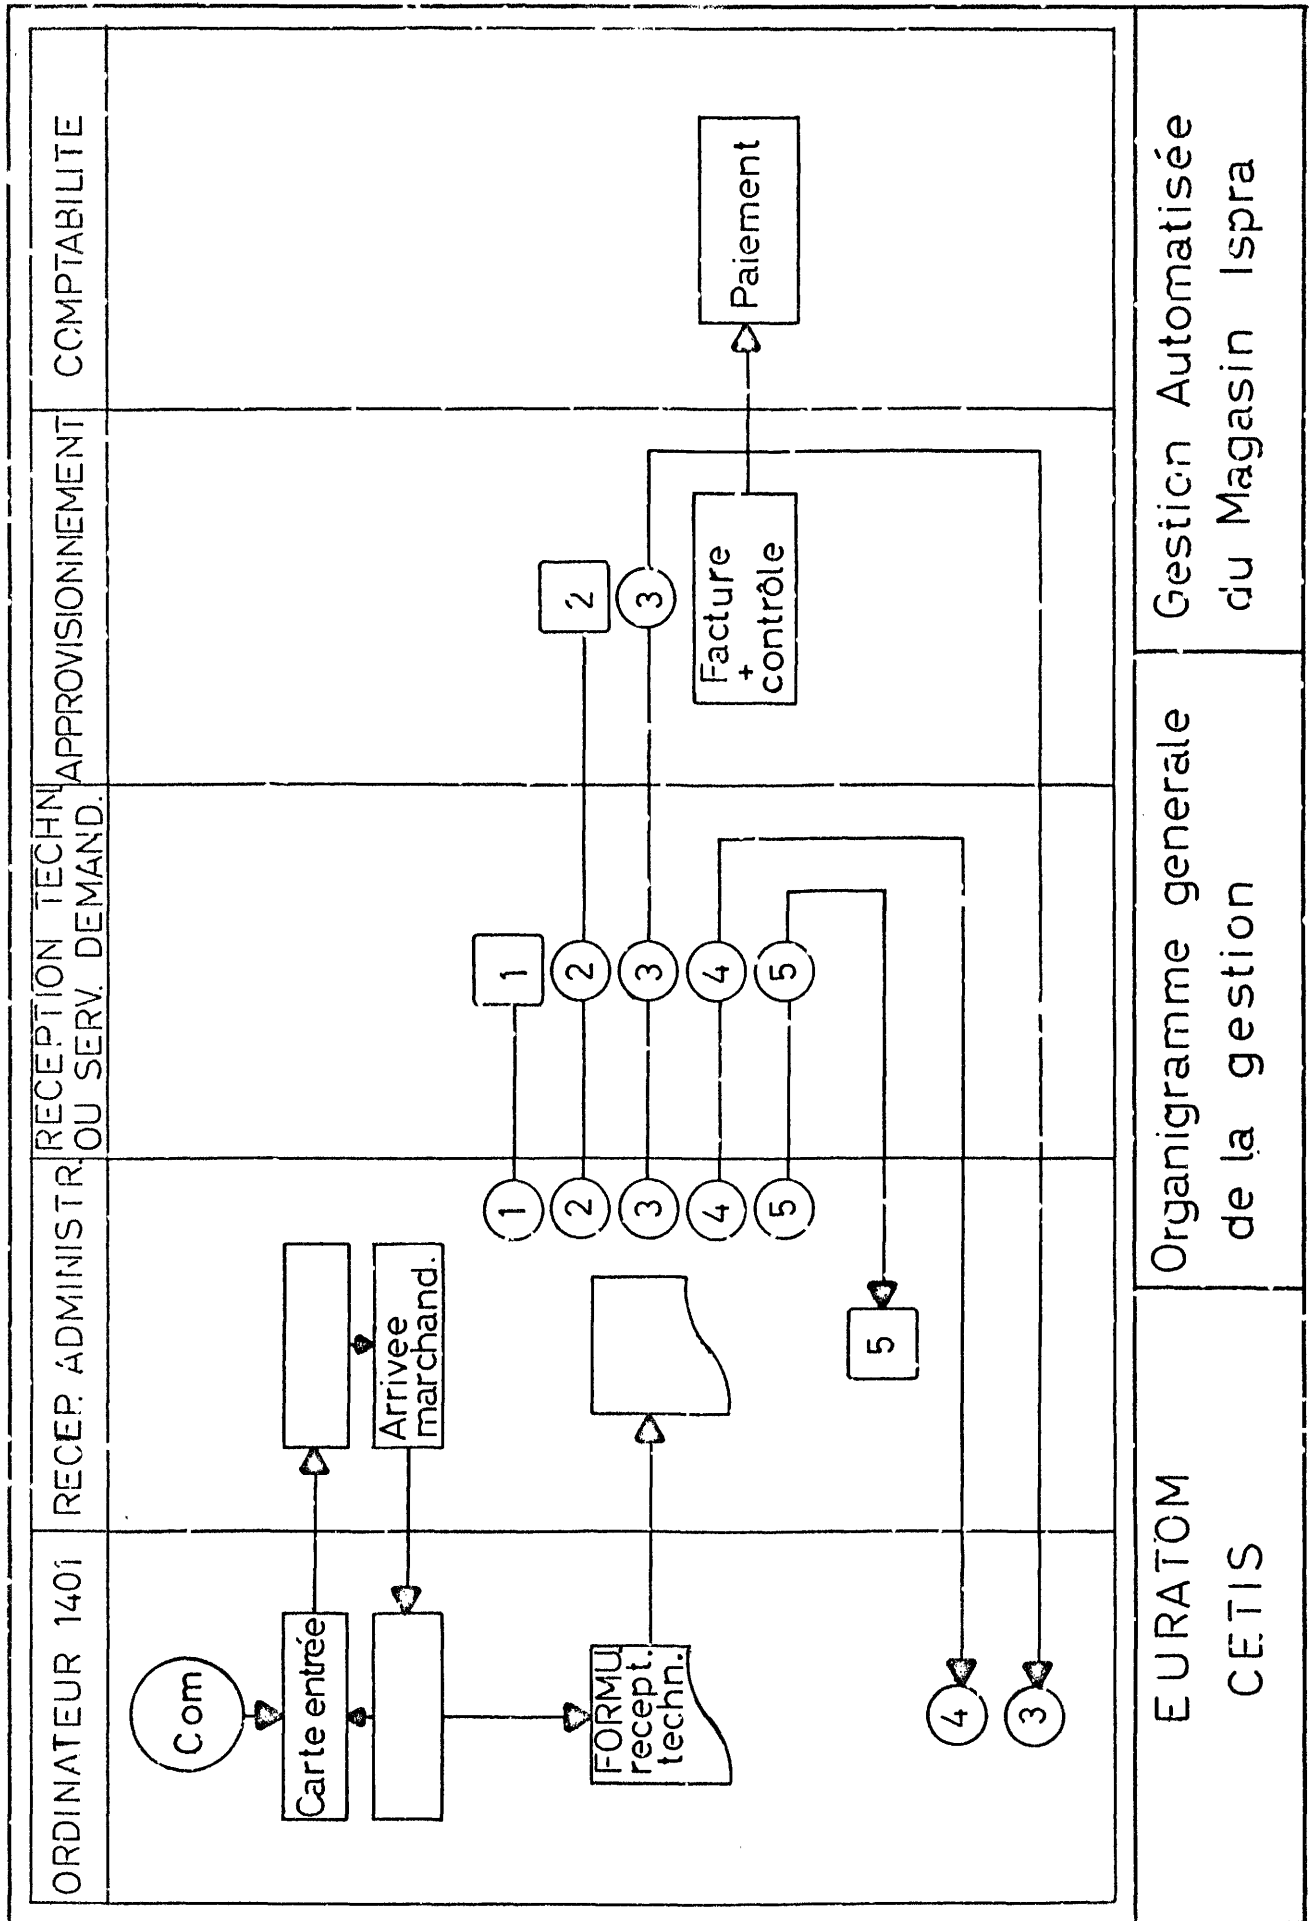 ORDINATEUR 1401
RECEP. ADMINISTR.
RECEPTION TECHN
OU SERV. DEMAND.
APPROVISIONNEMENT
COMPTABILITE
Com
Carte entrée
Arrivee
marchand.
FORMU
recept.
techn.
1
2
3
4
5
1
2
3
4
5
2
3
Facture
+
contrôle
Paiement
5
4
3
EURATOM
CETIS
Organigramme generale
de la gestion
Gestion Automatisée
du Magasin Ispra